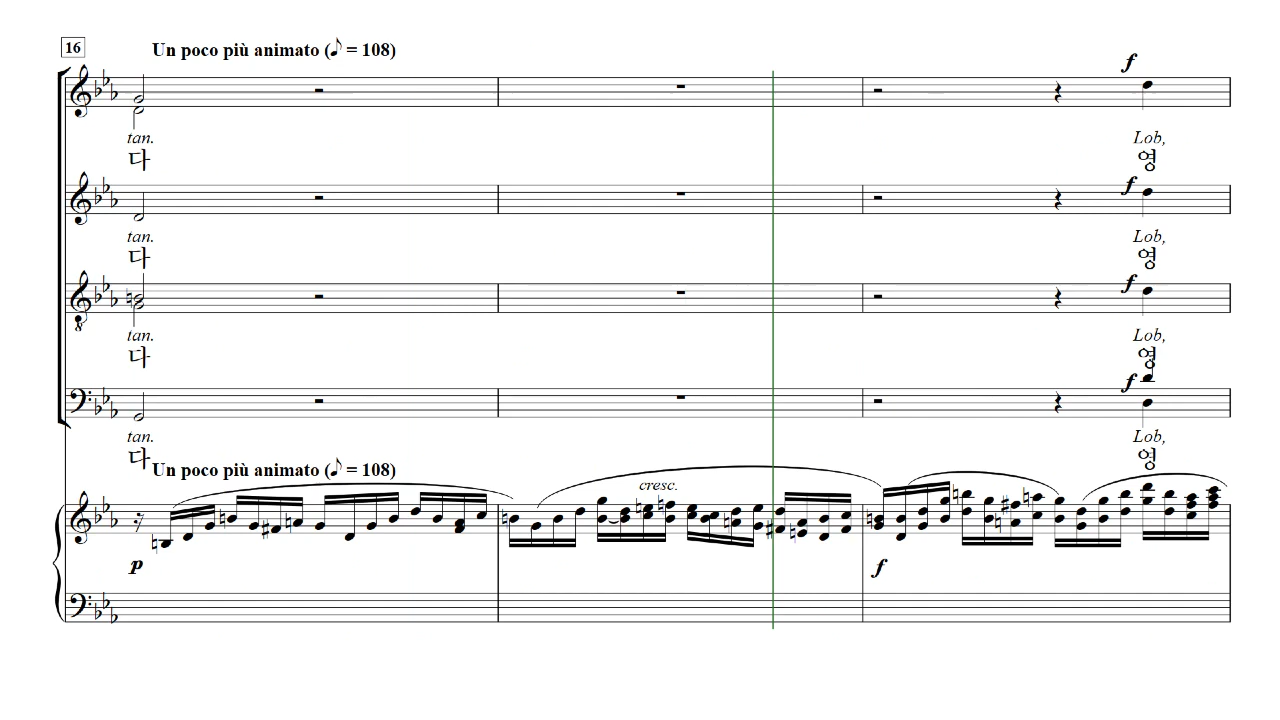 16
Un poco più animato (♪ = 108)
f
tan.
Lob,
다
영
f
tan.
Lob,
다
영
f
tan.
Lob,
다
영
f
tan.
Lob,
다
영
Un poco più animato (♪ = 108)
cresc.
p
f